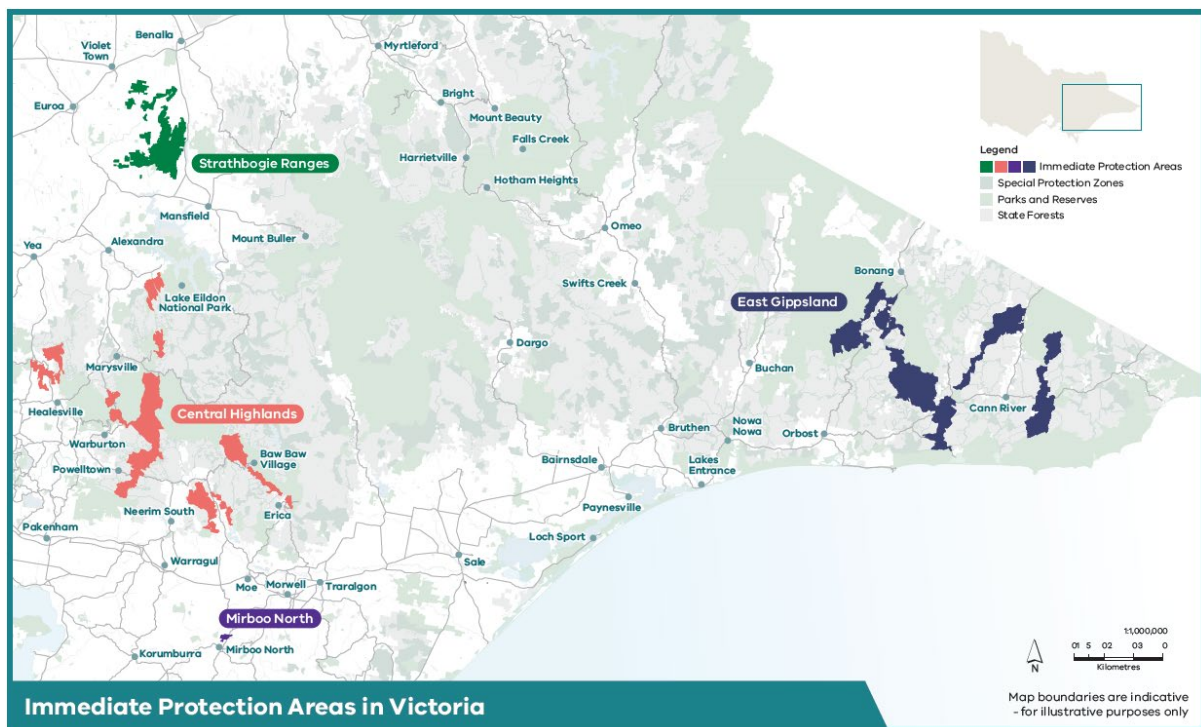 Benalla
Violet
Town
Myrtleford
Euroa
Bright
Mount Beauty
Falls Creek
Harrietville
Hotham Heights
Strathbogie Ranges
Legend
Immediate Protection Areas
Special Protection Zones
Parks and Reserves
State Forests
Mansfield
Mount Buller
Omeo
Yea
Alexandra
Lake Eildon
National Park
Swifts Creek
Bonang
East Gippsland
Dargo
Marysville
Buchan
Healesville
Central Highlands
Cann River
Warburton
Bruthen
Nowa
Nowa
Orbost
Powelltown
Baw Baw
Village
Bairnsdale
Lakes
Entrance
Neerim South
Erica
Paynesville
Pakenham
Loch Sport
Warragul
Sale
Moe
Morwell
Traralgon
Mirboo North
Korumburra
Mirboo North
N
1:1,000,000
01 5 02 03 0
Kilometres
Map boundaries are indicative
- for illustrative purposes only
Immediate Protection Areas in Victoria